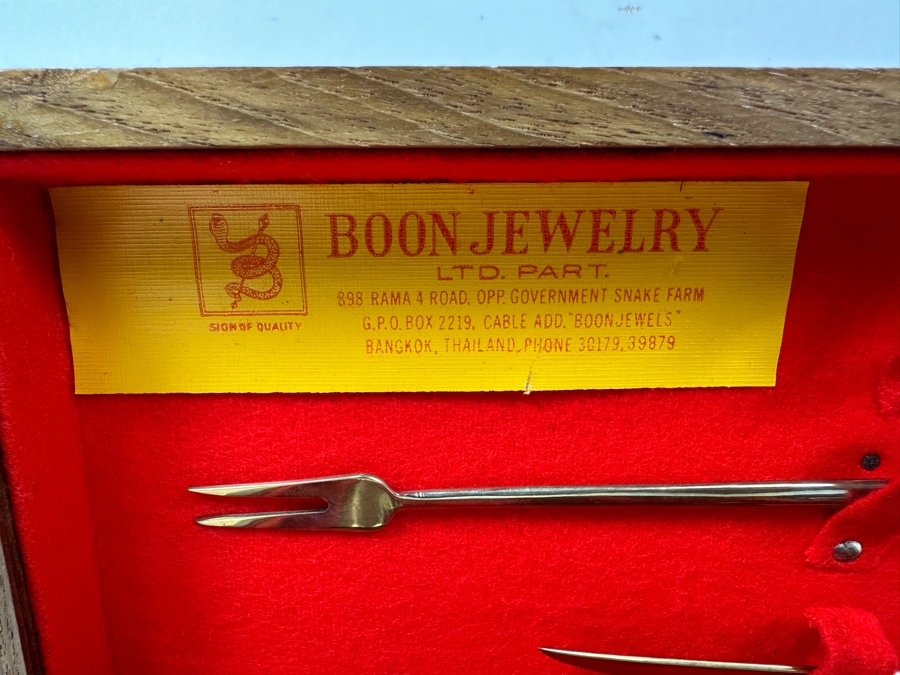 BOON JEWELRY
LTD. PART.
898 RAMA 4 ROAD. OPP. GOVERNMENT SNAKE FARM
G.P.O. BOX 2219, CABLE ADD. "BOONJEWELS"
BANGKOK, THAILAND. PHONE 30179, 39879
SIGN OF QUALITY